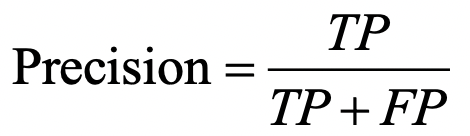 Precision = TP / (TP + FP)